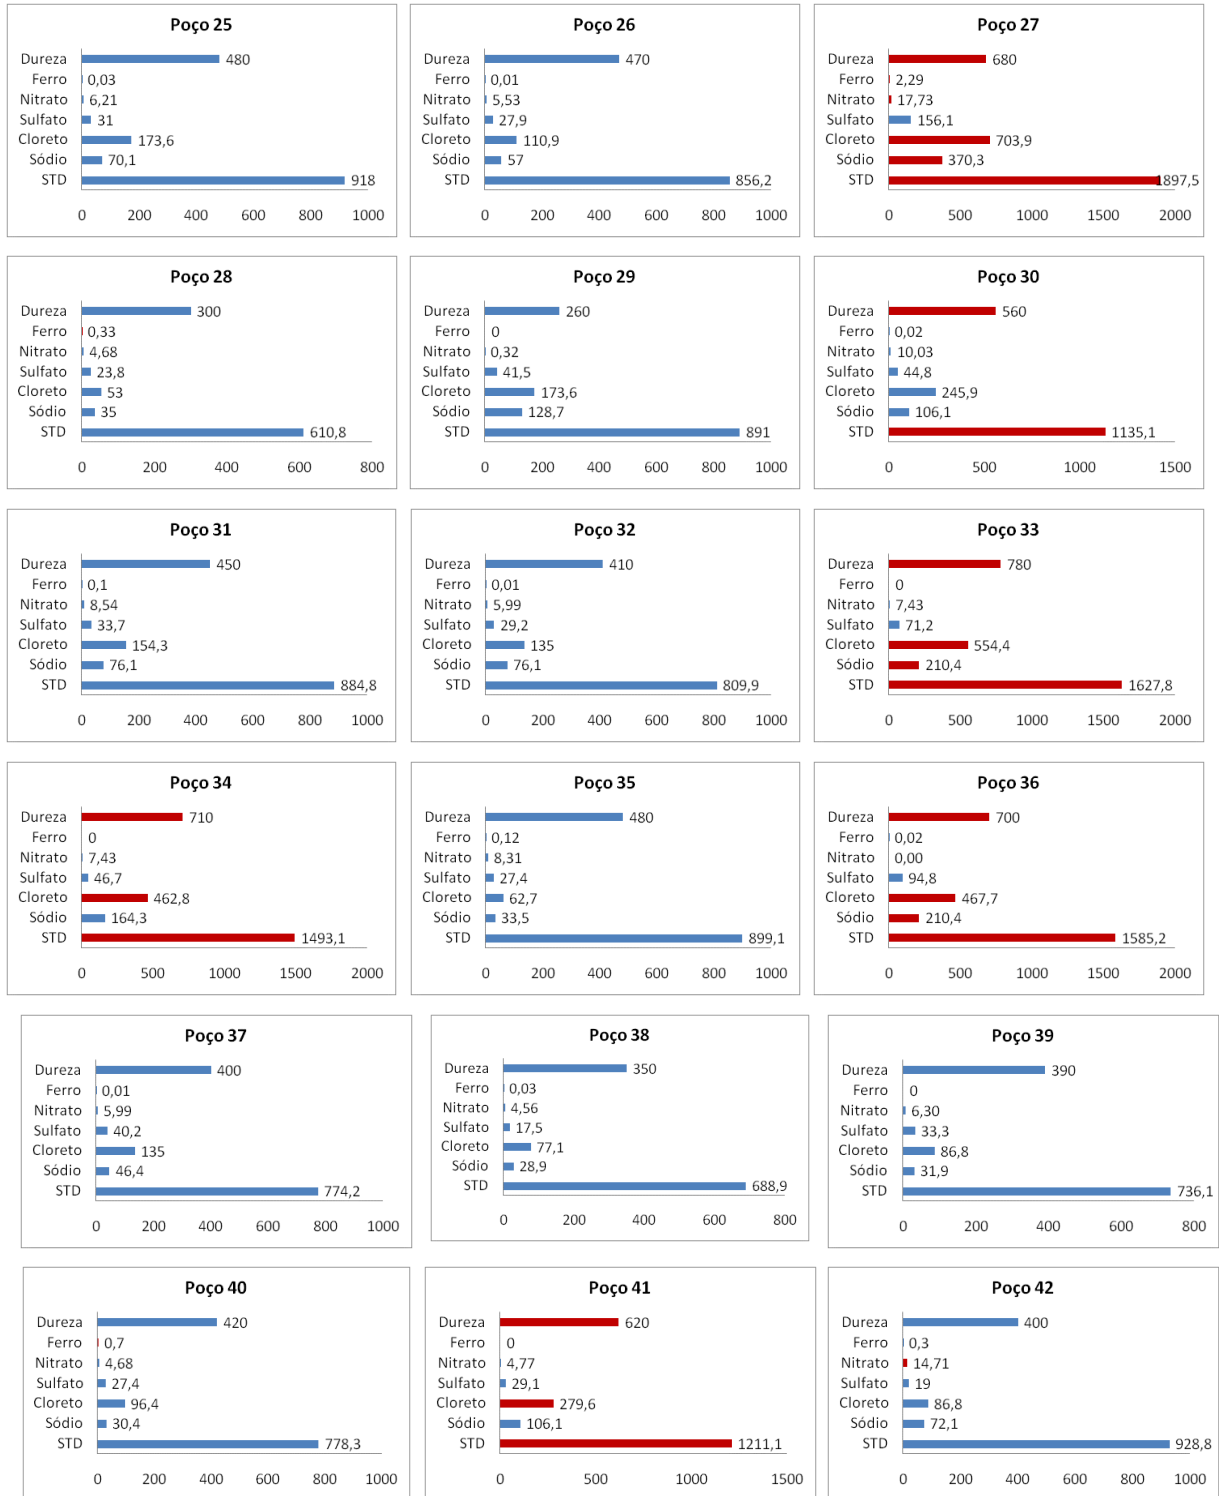 Poço 25
Dureza 480
Ferro 0,03
Nitrato 6,21
Sulfato 31
Cloreto 173,6
Sódio 70,1
STD 918
0 200 400 600 800 1000
Poço 26
Dureza 470
Ferro 0,01
Nitrato 5,53
Sulfato 27,9
Cloreto 110,9
Sódio 57
STD 856,2
0 200 400 600 800 1000
Poço 27
Dureza 680
Ferro 2,29
Nitrato 17,73
Sulfato 156,1
Cloreto 703,9
Sódio 370,3
STD 1897,5
0 500 1000 1500 2000
Poço 28
Dureza 300
Ferro 0,33
Nitrato 4,68
Sulfato 23,8
Cloreto 53
Sódio 35
STD 610,8
0 200 400 600 800
Poço 29
Dureza 260
Ferro 0
Nitrato 0,32
Sulfato 41,5
Cloreto 173,6
Sódio 128,7
STD 891
0 200 400 600 800 1000
Poço 30
Dureza 560
Ferro 0,02
Nitrato 10,03
Sulfato 44,8
Cloreto 245,9
Sódio 106,1
STD 1135,1
0 500 1000 1500
Poço 31
Dureza 450
Ferro 0,1
Nitrato 8,54
Sulfato 33,7
Cloreto 154,3
Sódio 76,1
STD 884,8
0 200 400 600 800 1000
Poço 32
Dureza 410
Ferro 0,01
Nitrato 5,99
Sulfato 29,2
Cloreto 135
Sódio 76,1
STD 809,9
0 200 400 600 800 1000
Poço 33
Dureza 780
Ferro 0
Nitrato 7,43
Sulfato 71,2
Cloreto 554,4
Sódio 210,4
STD 1627,8
0 500 1000 1500 2000
Poço 34
Dureza 710
Ferro 0
Nitrato 7,43
Sulfato 46,7
Cloreto 462,8
Sódio 164,3
STD 1493,1
0 500 1000 1500 2000
Poço 35
Dureza 480
Ferro 0,12
Nitrato 8,31
Sulfato 27,4
Cloreto 62,7
Sódio 33,5
STD 899,1
0 200 400 600 800 1000
Poço 36
Dureza 700
Ferro 0,02
Nitrato 0,00
Sulfato 94,8
Cloreto 467,7
Sódio 210,4
STD 1585,2
0 500 1000 1500 2000
Poço 37
Dureza 400
Ferro 0,01
Nitrato 5,99
Sulfato 40,2
Cloreto 135
Sódio 46,4
STD 774,2
0 200 400 600 800 1000
Poço 38
Dureza 350
Ferro 0,03
Nitrato 4,56
Sulfato 17,5
Cloreto 77,1
Sódio 28,9
STD 688,9
0 200 400 600 800
Poço 39
Dureza 390
Ferro 0
Nitrato 6,30
Sulfato 33,3
Cloreto 86,8
Sódio 31,9
STD 736,1
0 200 400 600 800
Poço 40
Dureza 420
Ferro 0,7
Nitrato 4,68
Sulfato 27,4
Cloreto 96,4
Sódio 30,4
STD 778,3
0 200 400 600 800 1000
Poço 41
Dureza 620
Ferro 0
Nitrato 4,77
Sulfato 29,1
Cloreto 279,6
Sódio 106,1
STD 1211,1
0 500 1000 1500
Poço 42
Dureza 400
Ferro 0,3
Nitrato 14,71
Sulfato 19
Cloreto 86,8
Sódio 72,1
STD 928,8
0 200 400 600 800 1000